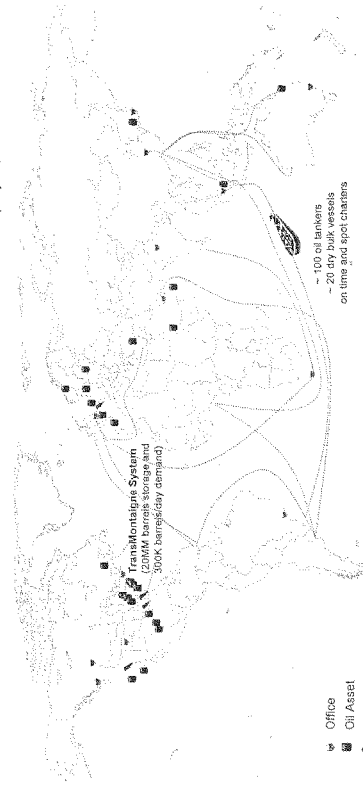 TransMontaigne System
(20MM barrels storage and
300K barrels/day demand)
~ 100 oil tankers
~ 20 dry bulk vessels
on time and spot charters
Office
Oil Asset